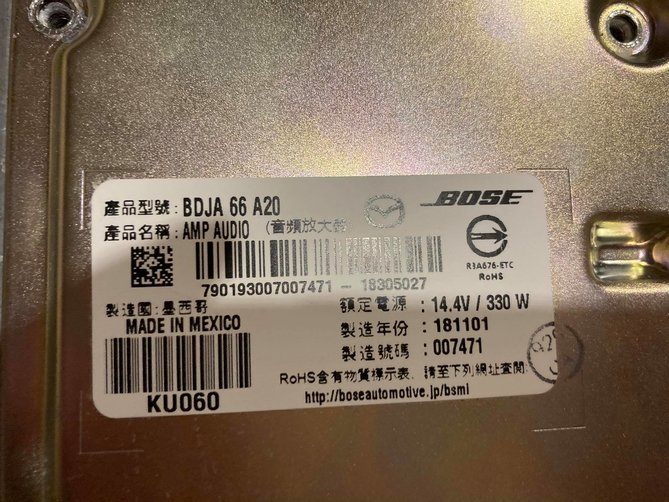 產品型號 : BDJA 66 A20
產品名稱 : AMP AUDIO (音頻放大器)
BOSE
R3A676-ETC
RoHS
790193007007471 - 18305027
製造國 : 墨西哥
MADE IN MEXICO
KU060
額定電源 : 14.4V / 330 W
製造年份 : 181101
製造號碼 : 007471
RoHS含有物質標示表, 請至下列網址查閱:
http://boseautomotive.jp/bsmi